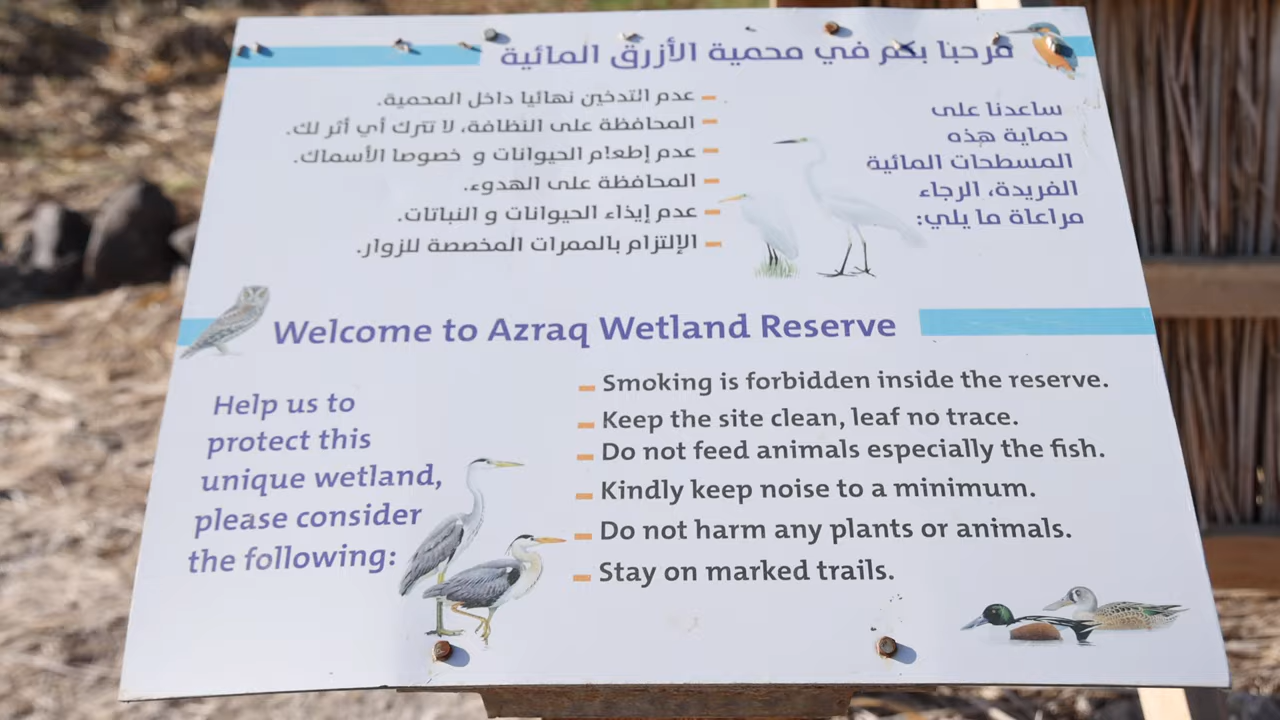 مرحبا بكم في محمية الأزرق المائية
ساعدنا على
حماية هذه
المسطحات المائية
الفريدة، الرجاء
مراعاة ما يلي:
عدم التدخين نهائيا داخل المحمية.
المحافظة على النظافة، لا تترك أي أثر لك.
عدم إطعام الحيوانات و خصوصا الأسماك.
المحافظة على الهدوء.
عدم إيذاء الحيوانات و النباتات.
الإلتزام بالممرات المخصصة للزوار.
Welcome to Azraq Wetland Reserve
Help us to
protect this
unique wetland,
please consider
the following:
Smoking is forbidden inside the reserve.
Keep the site clean, leaf no trace.
Do not feed animals especially the fish.
Kindly keep noise to a minimum.
Do not harm any plants or animals.
Stay on marked trails.